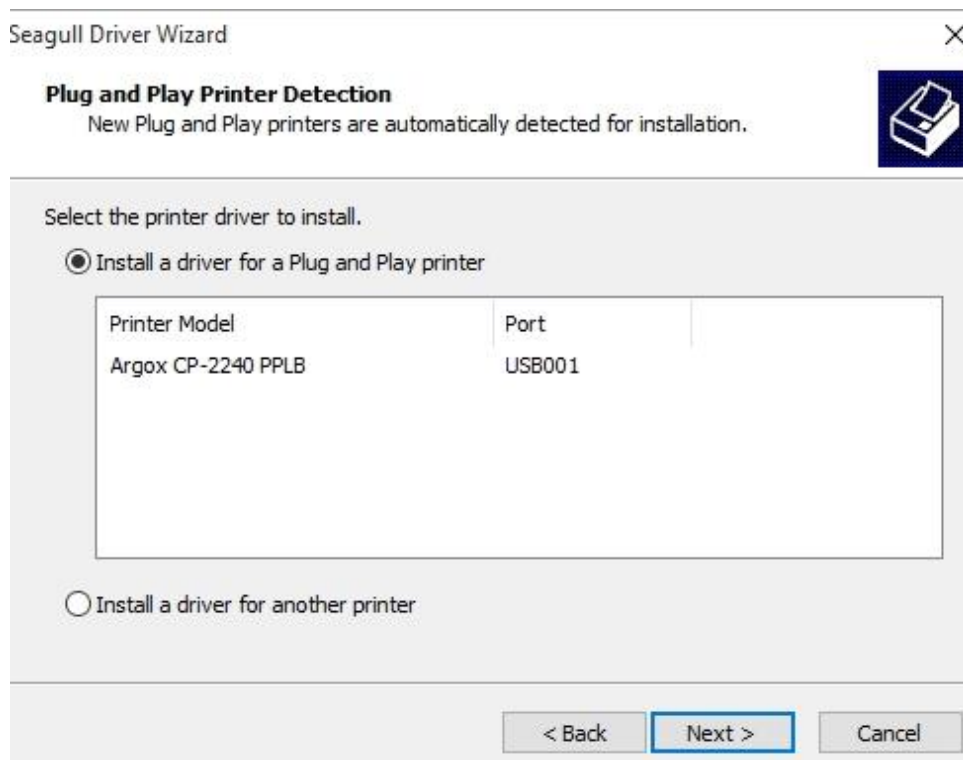 Seagull Driver Wizard
Plug and Play Printer Detection
New Plug and Play printers are automatically detected for installation.
Select the printer driver to install.
Install a driver for a Plug and Play printer
Printer Model Port
Argox CP-2240 PPLB USB001
Install a driver for another printer
< Back Next > Cancel